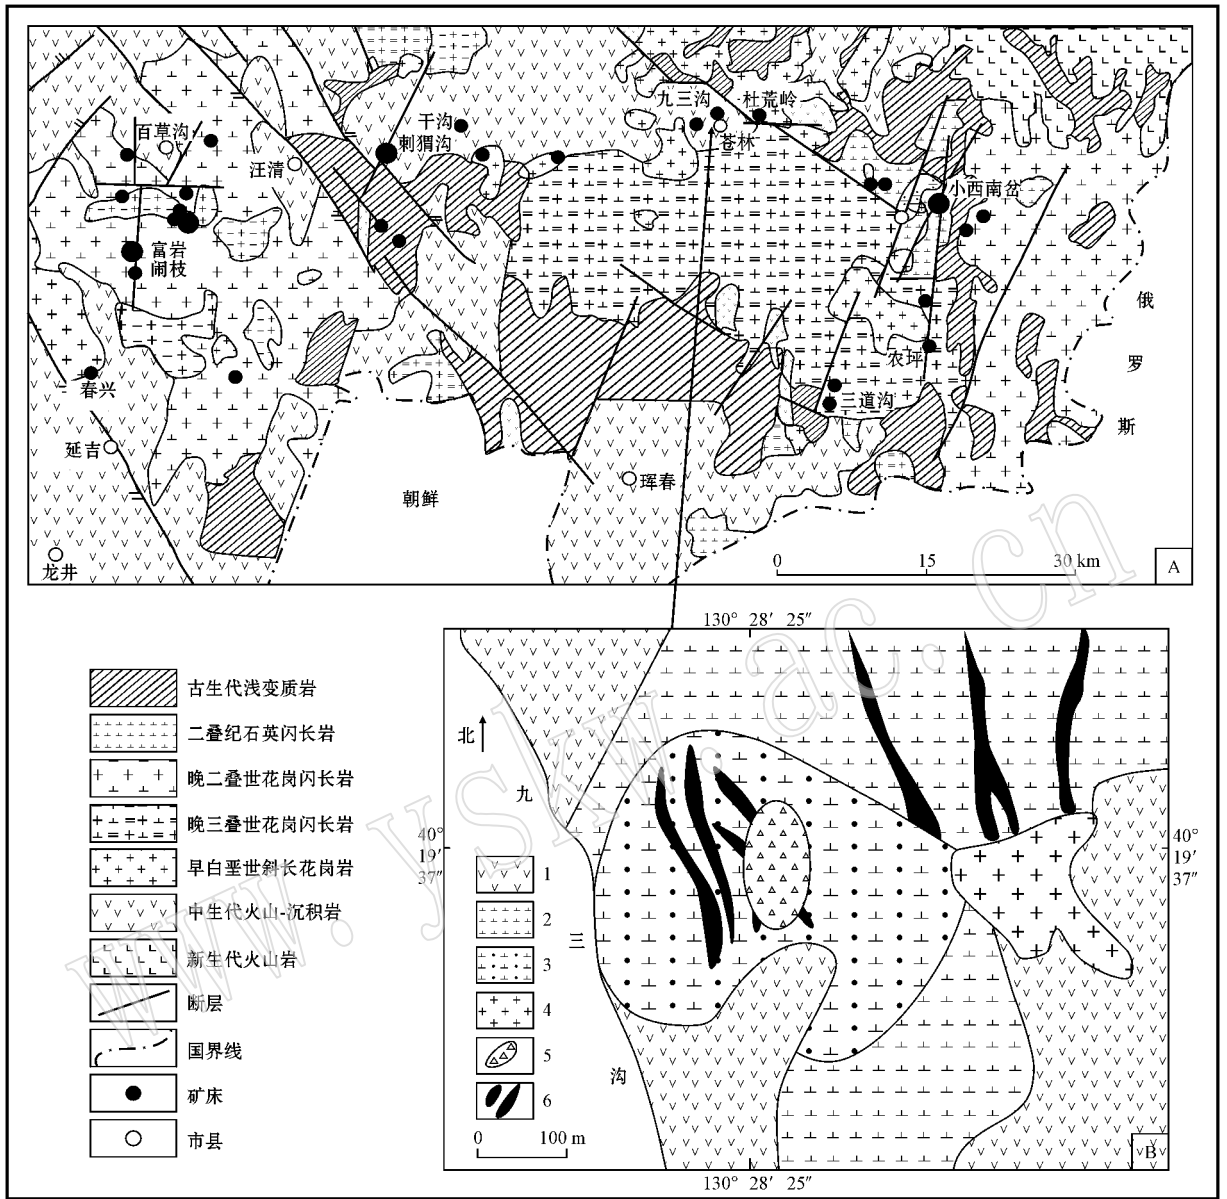 百草沟
汪清
干沟
刺猬沟
九三沟
杜荒岭
苍林
小西南岔
富岩
闹枝
俄
罗
斯
农坪
春兴
三道沟
延吉
珲春
朝鲜
龙井
0 15 30 km
A
130° 28′ 25″
古生代浅变质岩
二叠纪石英闪长岩
晚二叠世花岗闪长岩
晚三叠世花岗闪长岩
早白垩世斜长花岗岩
中生代火山-沉积岩
新生代火山岩
断层
国界线
矿床
市县
北
九
三
沟
40°
19′
37″
40°
19′
37″
1
2
3
4
5
6
0 100 m
B
130° 28′ 25″
www.yskw.ac.cn